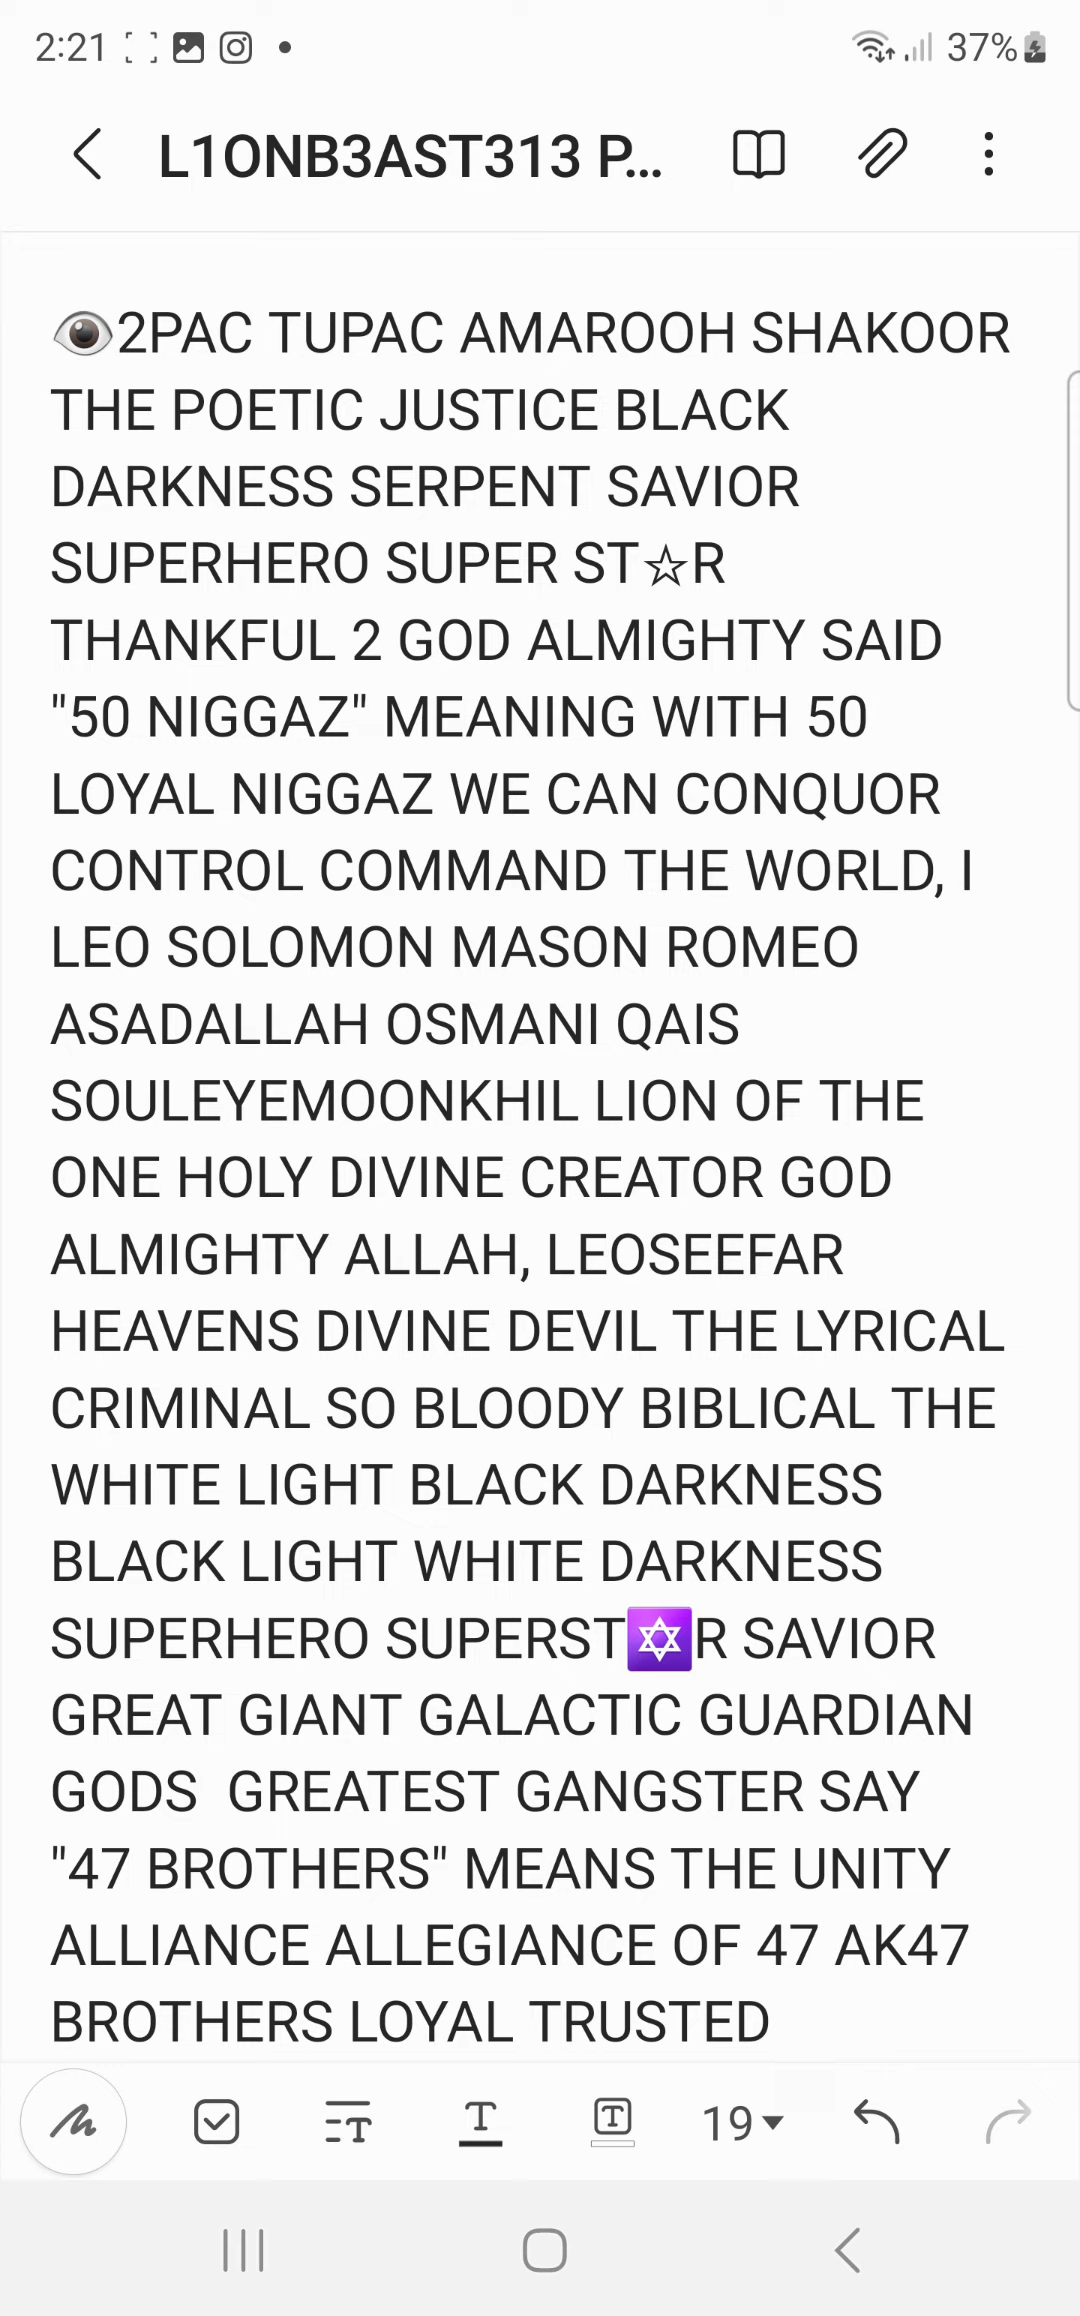 2:21 37%
L1ONB3AST313 P...
👁2PAC TUPAC AMAROOH SHAKOOR
THE POETIC JUSTICE BLACK
DARKNESS SERPENT SAVIOR
SUPERHERO SUPER ST☆R
THANKFUL 2 GOD ALMIGHTY SAID
"50 NIGGAZ" MEANING WITH 50
LOYAL NIGGAZ WE CAN CONQUOR
CONTROL COMMAND THE WORLD, I
LEO SOLOMON MASON ROMEO
ASADALLAH OSMANI QAIS
SOULEYEMOONKHIL LION OF THE
ONE HOLY DIVINE CREATOR GOD
ALMIGHTY ALLAH, LEOSEEFAR
HEAVENS DIVINE DEVIL THE LYRICAL
CRIMINAL SO BLOODY BIBLICAL THE
WHITE LIGHT BLACK DARKNESS
BLACK LIGHT WHITE DARKNESS
SUPERHERO SUPERST🔯R SAVIOR
GREAT GIANT GALACTIC GUARDIAN
GODS  GREATEST GANGSTER SAY
"47 BROTHERS" MEANS THE UNITY
ALLIANCE ALLEGIANCE OF 47 AK47
BROTHERS LOYAL TRUSTED
19